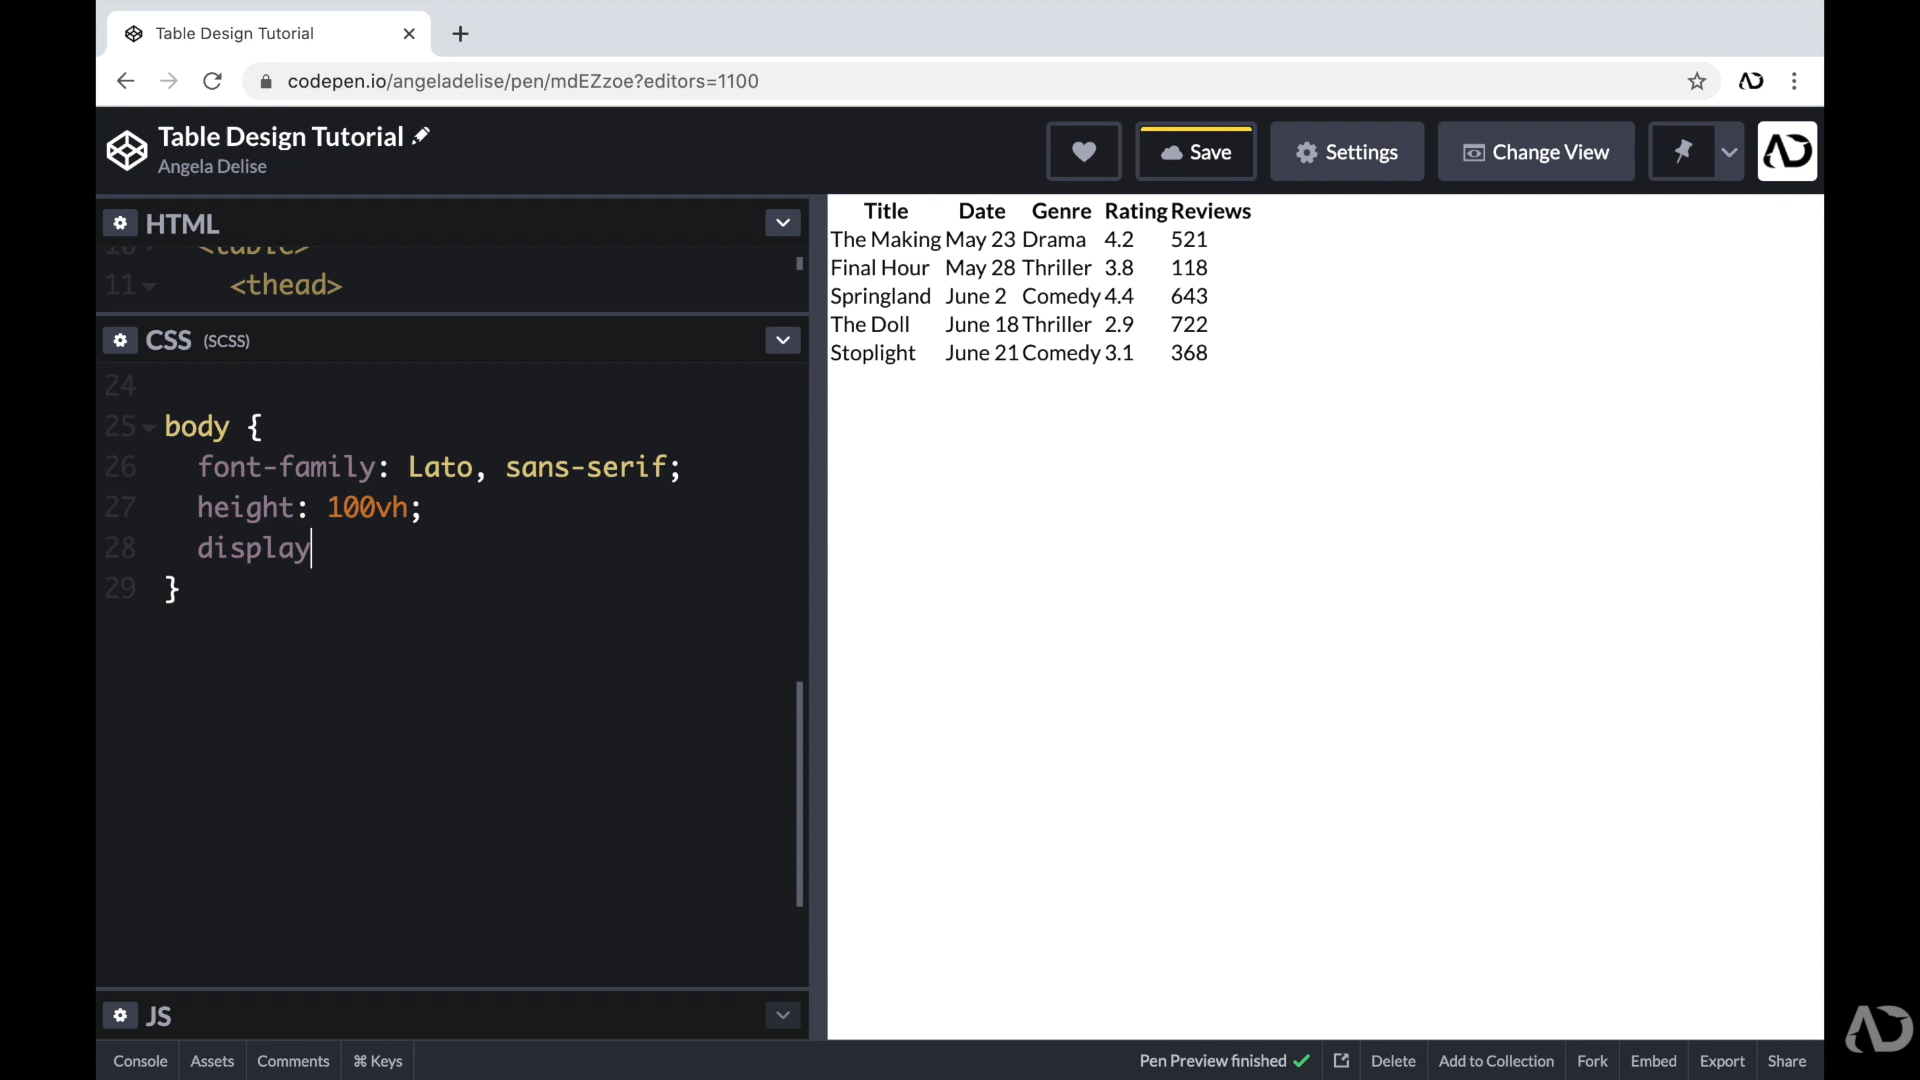 Table Design Tutorial
codepen.io/angeladelise/pen/mdEZzoe?editors=1100
Table Design Tutorial
Angela Delise
Save
Settings
Change View
HTML
10 <table>
11 <thead>
CSS (SCSS)
24
25 body {
26 font-family: Lato, sans-serif;
27 height: 100vh;
28 display
29 }
JS
Title Date Genre Rating Reviews
The Making May 23 Drama 4.2 521
Final Hour May 28 Thriller 3.8 118
Springland June 2 Comedy 4.4 643
The Doll June 18 Thriller 2.9 722
Stoplight June 21 Comedy 3.1 368
Console Assets Comments ⌘ Keys Pen Preview finished Delete Add to Collection Fork Embed Export Share